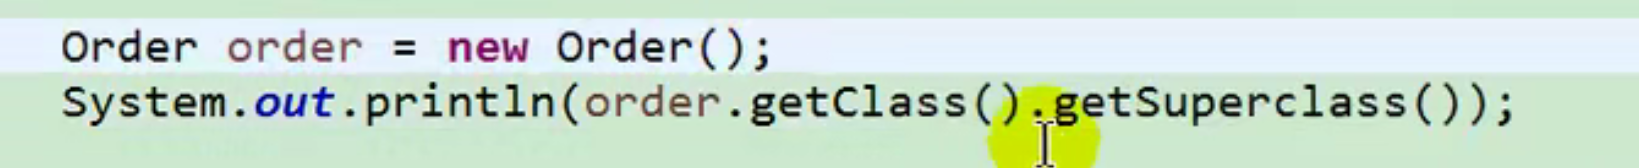 Order order = new Order();
System.out.println(order.getClass().getSuperclass());